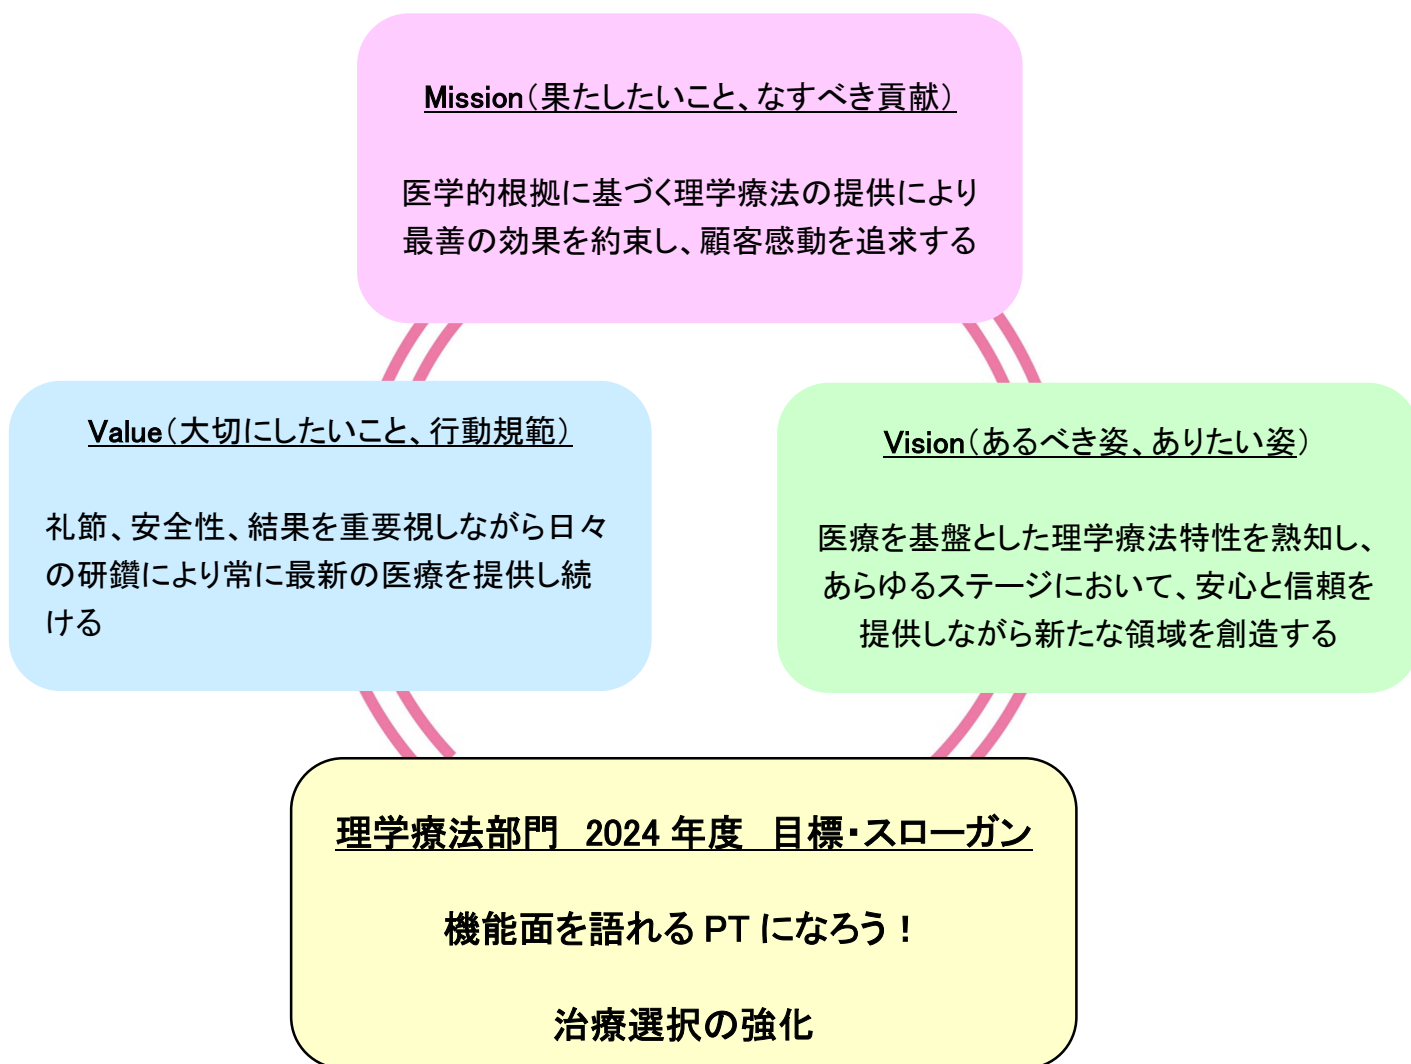 Mission（果たしたいこと、なすべき貢献）
医学的根拠に基づく理学療法の提供により
最善の効果を約束し、顧客感動を追求する
Value（大切にしたいこと、行動規範）
礼節、安全性、結果を重要視しながら日々
の研鑽により常に最新の医療を提供し続
ける
Vision（あるべき姿、ありたい姿）
医療を基盤とした理学療法特性を熟知し、
あらゆるステージにおいて、安心と信頼を
提供しながら新たな領域を創造する
理学療法部門　2024 年度　目標・スローガン
機能面を語れる PT になろう！
治療選択の強化